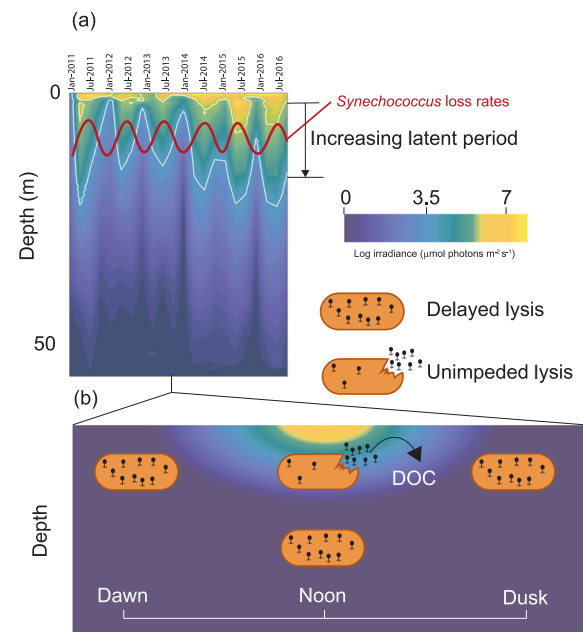 (a)
Jan-2011
Jul-2011
Jan-2012
Jul-2012
Jan-2013
Jul-2013
Jan-2014
Jul-2014
Jan-2015
Jul-2015
Jan-2016
Jul-2016
0
Synechococcus loss rates
Increasing latent period
Depth (m)
0 3.5 7
Log irradiance (μmol photons m-2 s-1)
Delayed lysis
50
Unimpeded lysis
(b)
DOC
Depth
Dawn Noon Dusk